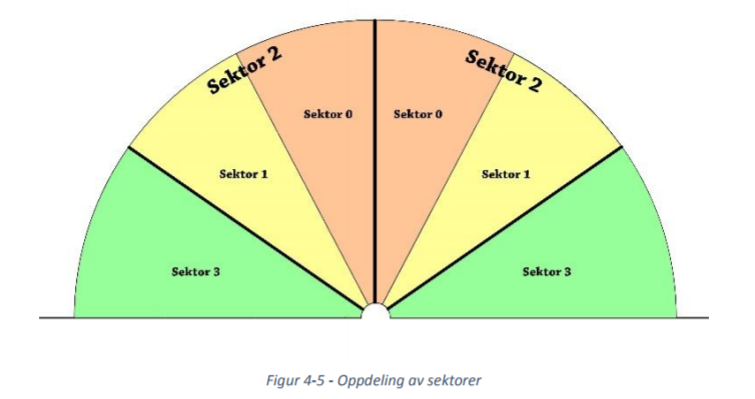 Sektor 2
Sektor 2
Sektor 0
Sektor 0
Sektor 1
Sektor 1
Sektor 3
Sektor 3
Figur 4-5 - Oppdeling av sektorer